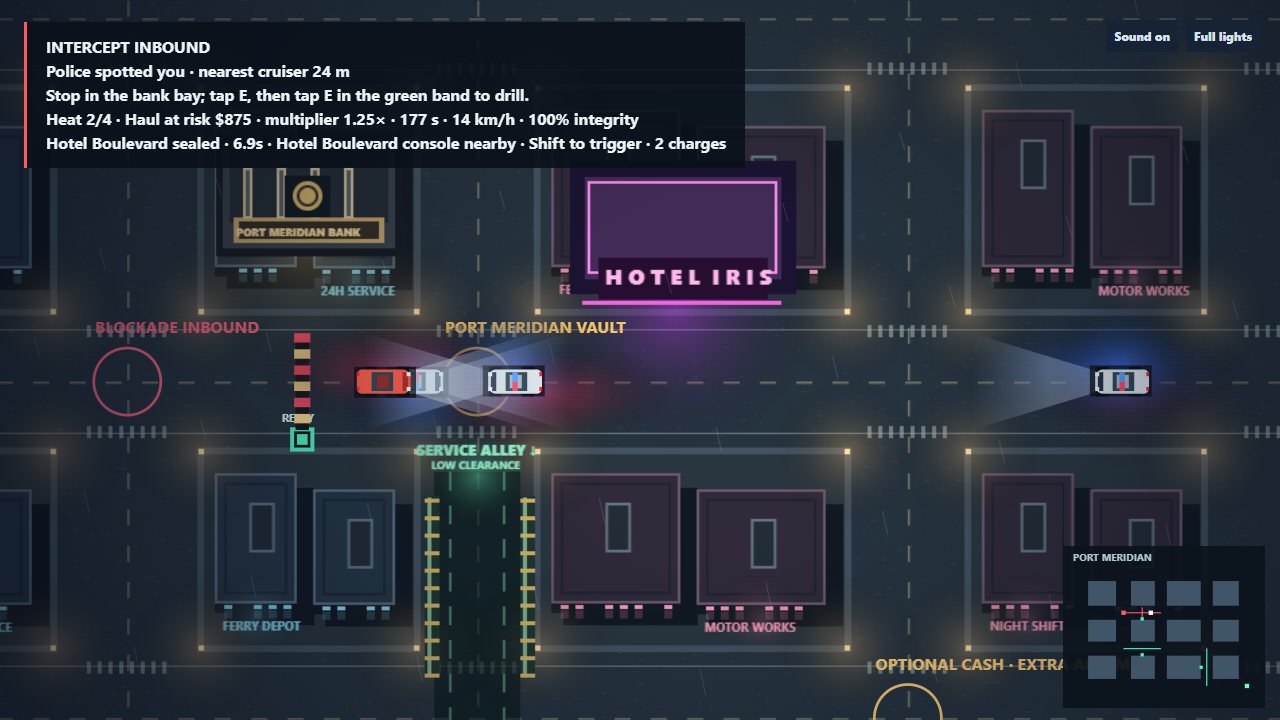 INTERCEPT INBOUND
Police spotted you · nearest cruiser 24 m
Stop in the bank bay; tap E, then tap E in the green band to drill.
Heat 2/4 · Haul at risk $875 · multiplier 1.25× · 177 s · 14 km/h · 100% integrity
Hotel Boulevard sealed · 6.9s · Hotel Boulevard console nearby · Shift to trigger · 2 charges
Sound on
Full lights
PORT MERIDIAN BANK
24H SERVICE
HOTEL IRIS
MOTOR WORKS
BLOCKADE INBOUND
PORT MERIDIAN VAULT
SERVICE ALLEY ↓
LOW CLEARANCE
FERRY DEPOT
MOTOR WORKS
NIGHT SHIFT
PORT MERIDIAN
OPTIONAL CASH · EXTRA